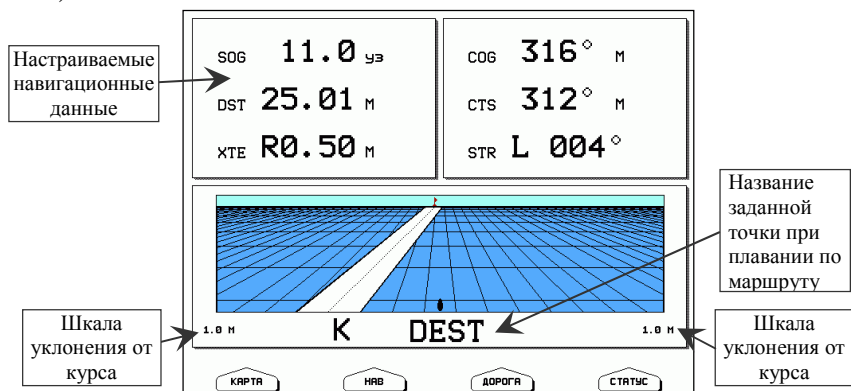 Настраиваемые
навигационные
данные
SOG 11.0 уз
DST 25.01 М
XTE R0.50 М
COG 316° М
CTS 312° М
STR L 004°
Название
заданной
точки при
плавании по
маршруту
1.0 М
К DEST
1.0 М
Шкала
уклонения от
курса
Шкала
уклонения от
курса
КАРТА
НАВ
ДОРОГА
СТАТУС